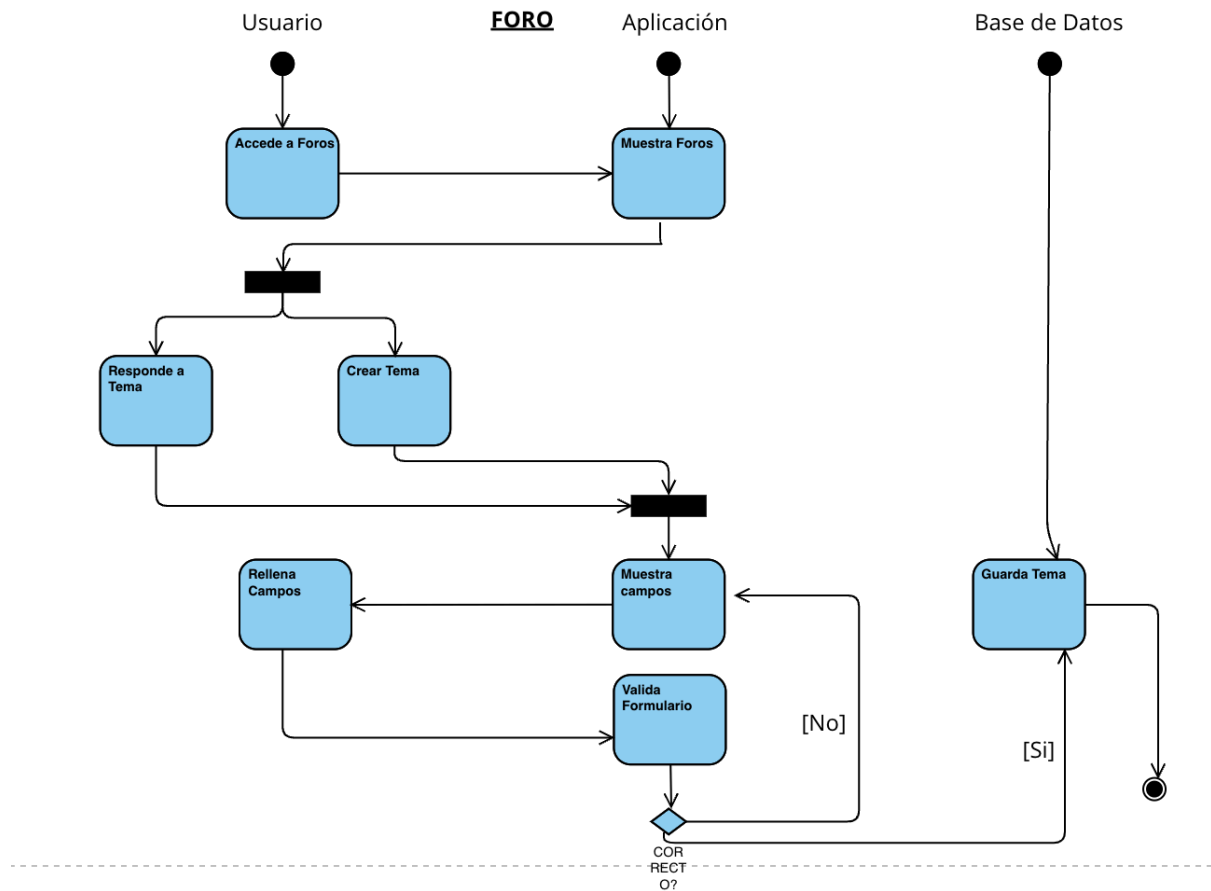 Usuario
FORO
Aplicación
Base de Datos
Accede a Foros
Muestra Foros
Responde a
Tema
Crear Tema
Rellena
Campos
Muestra
campos
Guarda Tema
Valida
Formulario
[No]
[Si]
COR
RECT
O?